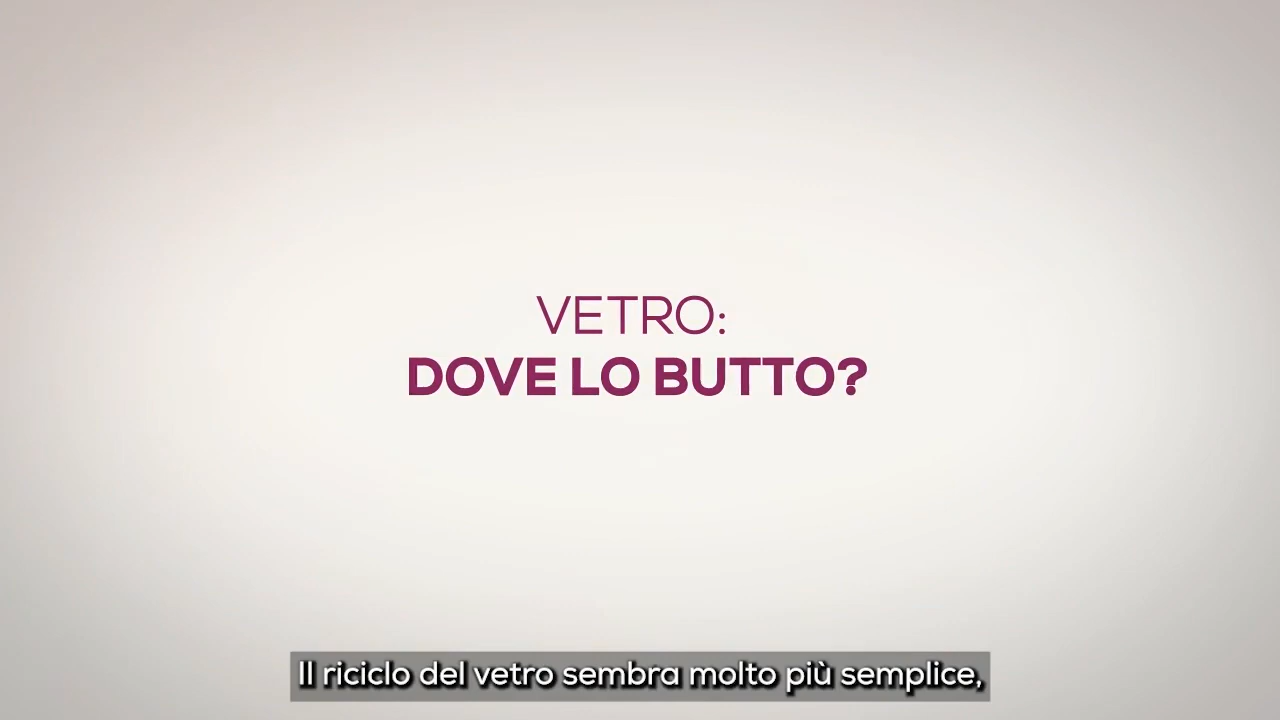 VETRO:
DOVE LO BUTTO?
Il riciclo del vetro sembra molto più semplice,